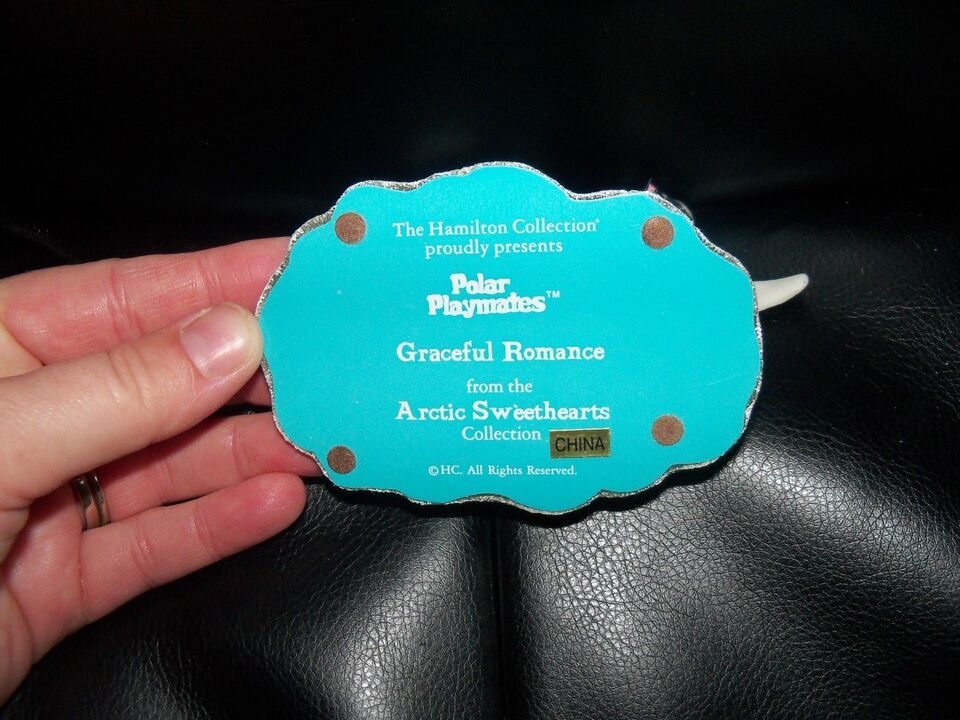 The Hamilton Collection®
proudly presents
Polar
Playmates™
Graceful Romance
from the
Arctic Sweethearts
Collection
CHINA
©HC. All Rights Reserved.